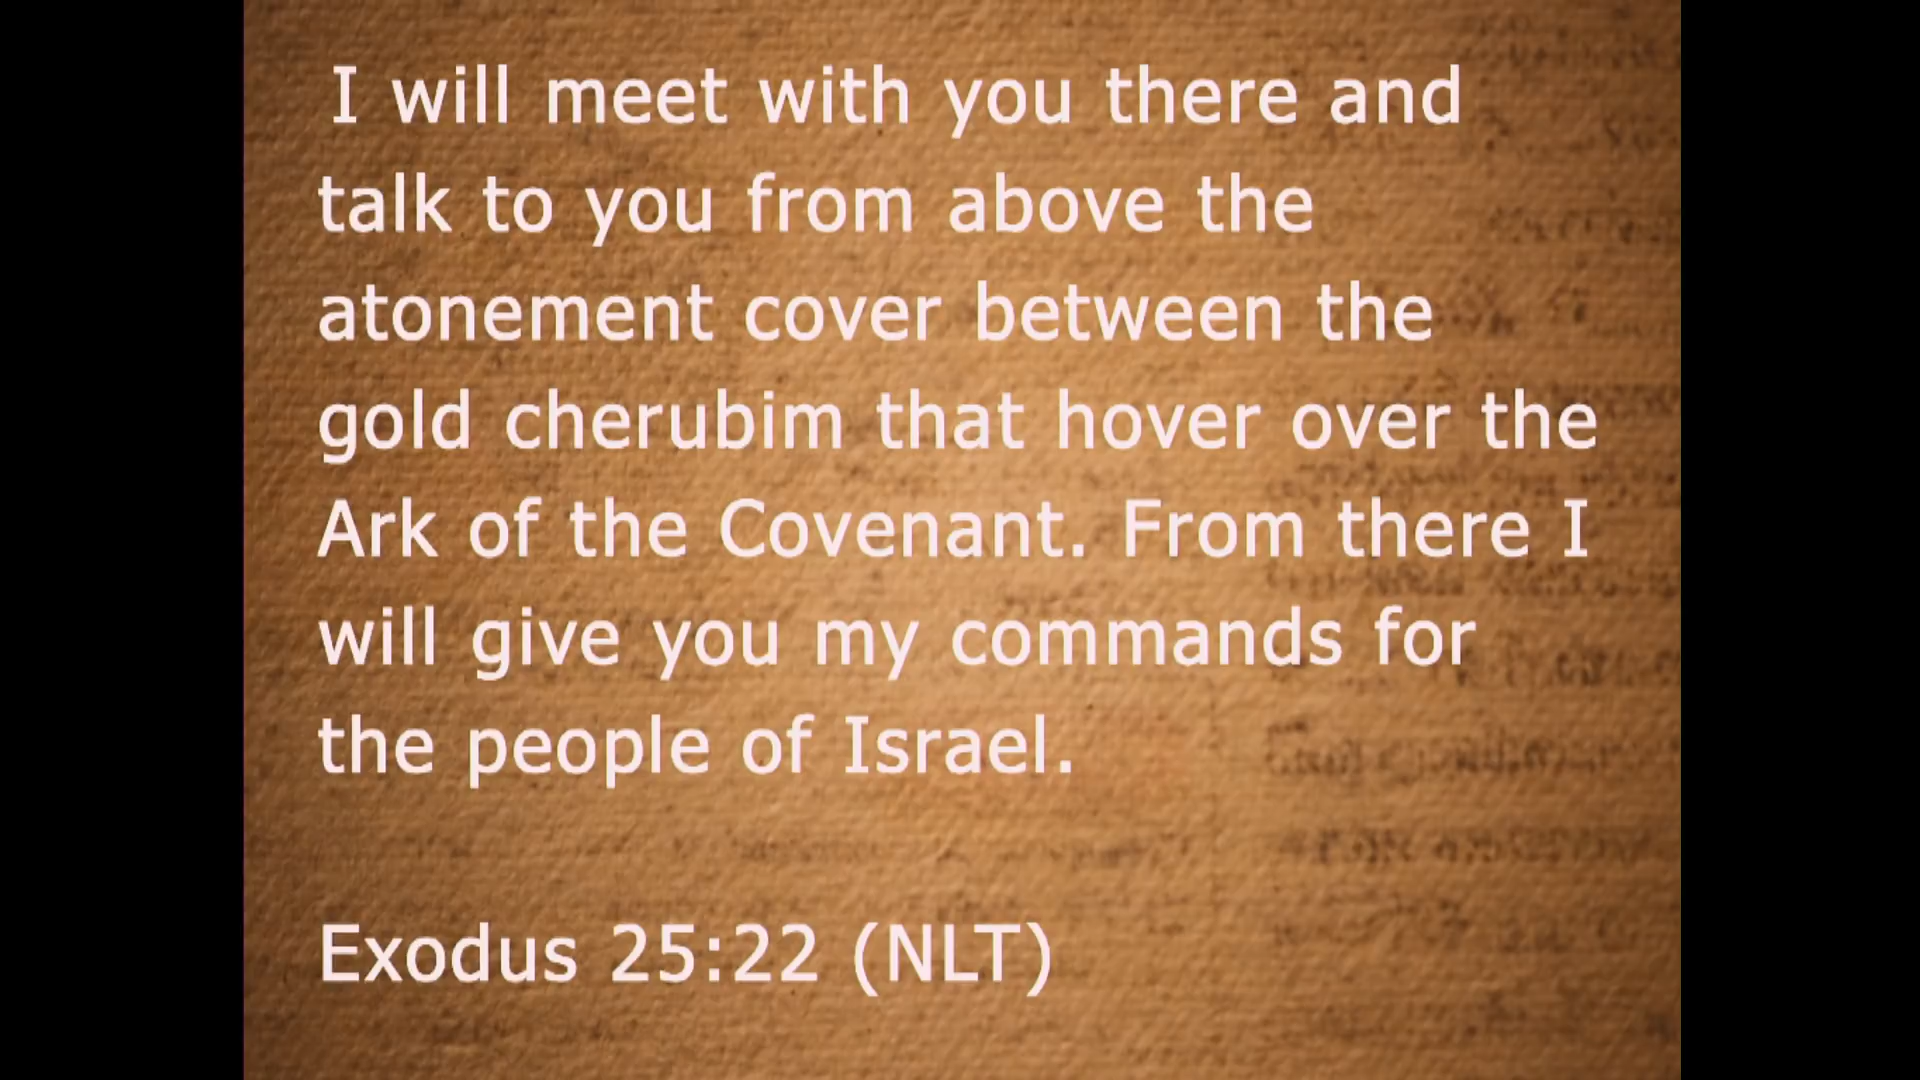 I will meet with you there and
talk to you from above the
atonement cover between the
gold cherubim that hover over the
Ark of the Covenant. From there I
will give you my commands for
the people of Israel.
Exodus 25:22 (NLT)